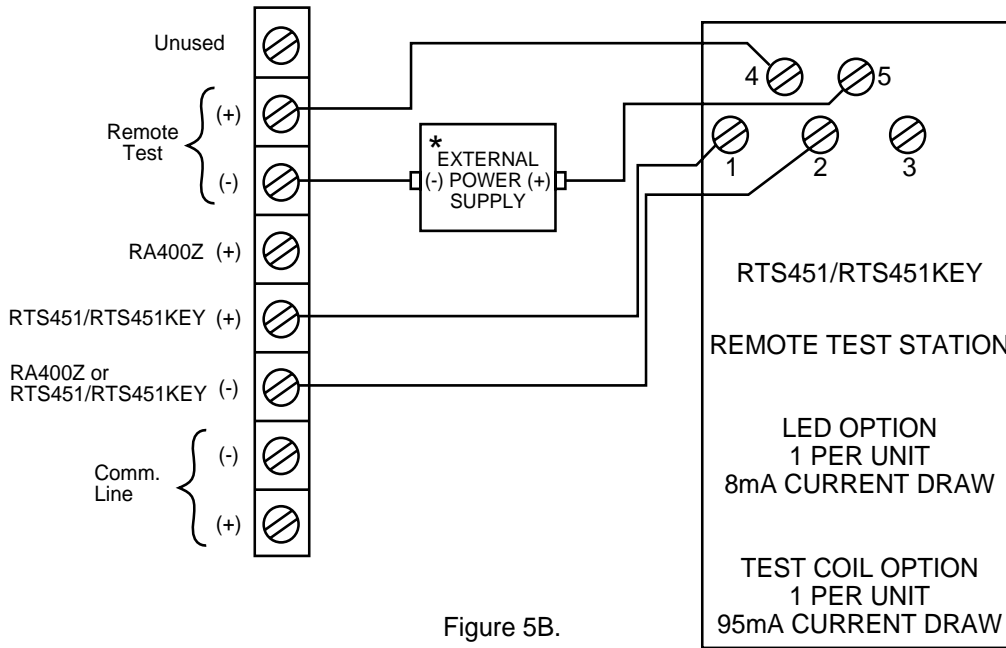 Unused
(+)
Remote
Test
(-)
RA400Z (+)
RTS451/RTS451KEY (+)
RA400Z or
RTS451/RTS451KEY (-)
(-)
Comm.
Line
(+)
*
EXTERNAL
(-) POWER (+)
SUPPLY
4 5
1 2 3
RTS451/RTS451KEY
REMOTE TEST STATION
LED OPTION
1 PER UNIT
8mA CURRENT DRAW
TEST COIL OPTION
1 PER UNIT
95mA CURRENT DRAW
Figure 5B.